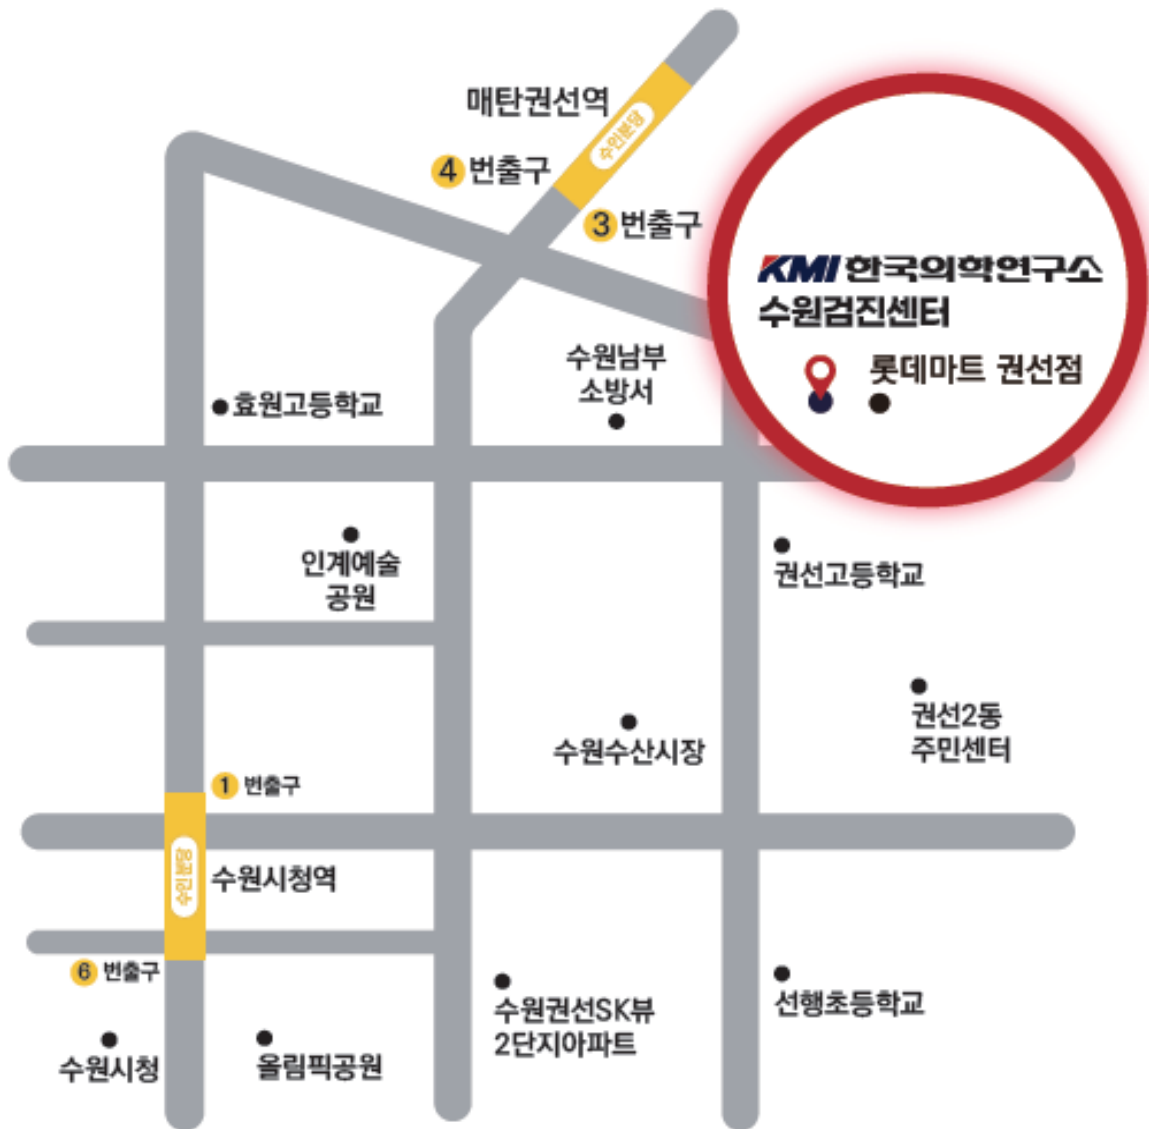 매탄권선역
수인분당
4 번출구
3 번출구
KMI 한국의학연구소
수원검진센터
롯데마트 권선점
수원남부
소방서
효원고등학교
인계예술
공원
권선고등학교
권선2동
주민센터
수원수산시장
1 번출구
수인분당
수원시청역
6 번출구
수원시청
올림픽공원
수원권선SK뷰
2단지아파트
선행초등학교